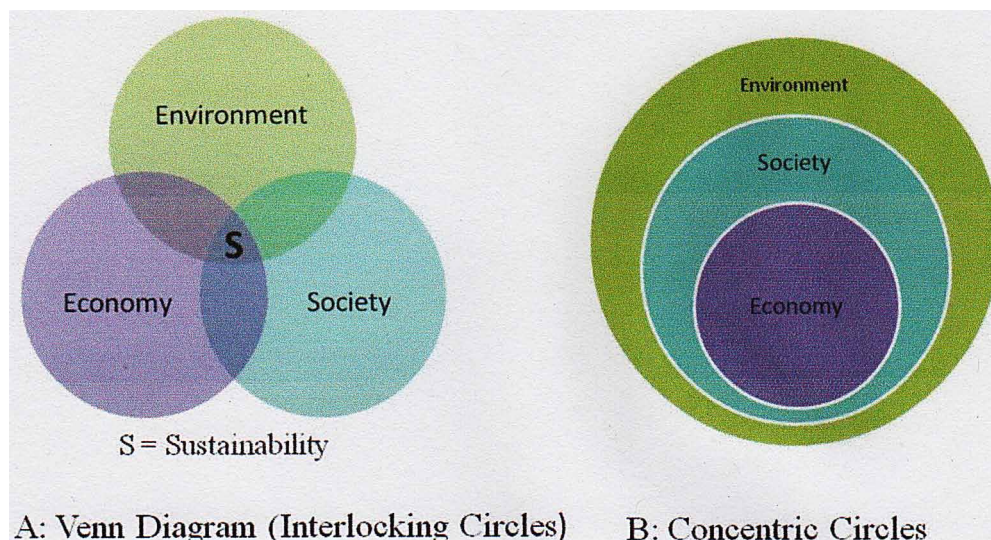 Environment
S
Economy
Society
S = Sustainability
A: Venn Diagram (Interlocking Circles)
Environment
Society
Economy
B: Concentric Circles